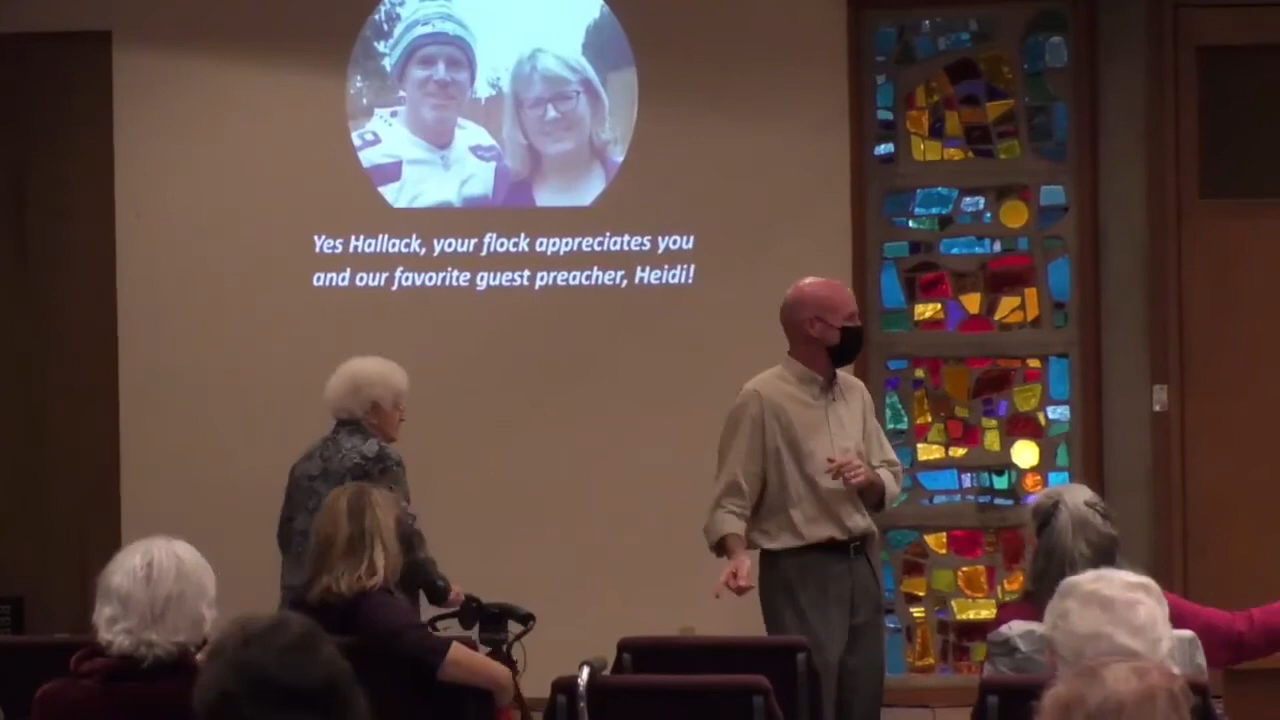 Yes Hallack, your flock appreciates you
and our favorite guest preacher, Heidi!